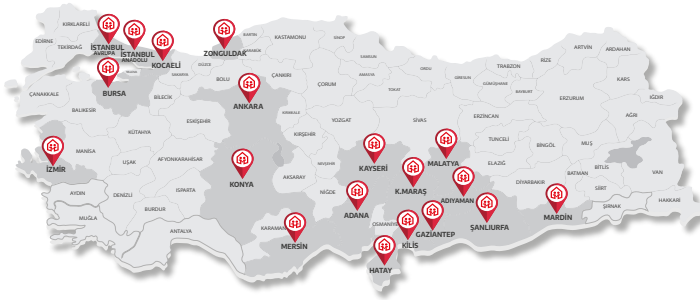 KIRKLARELİ
EDİRNE
TEKİRDAĞ
İSTANBUL
AVRUPA
İSTANBUL
ANADOLU
KOCAELİ
ZONGULDAK
BARTIN
KARABÜK
KASTAMONU
SİNOP
SAMSUN
ARTVİN
ARDAHAN
RİZE
TRABZON
ORDU
GİRESUN
GÜMÜŞHANE
BAYBURT
KARS
IĞDIR
AĞRI
ERZURUM
ERZİNCAN
DÜZCE
SAKARYA
BOLU
ÇANKIRI
ÇORUM
AMASYA
TOKAT
ÇANAKKALE
BURSA
BİLECİK
BALIKESİR
ESKİŞEHİR
ANKARA
KIRIKKALE
YOZGAT
SİVAS
KÜTAHYA
KIRŞEHİR
TUNCELİ
BİNGÖL
MUŞ
MANİSA
UŞAK
AFYONKARAHİSAR
İZMİR
KONYA
AKSARAY
NEVŞEHİR
KAYSERİ
MALATYA
ELAZIĞ
BİTLİS
VAN
BATMAN
DİYARBAKIR
SİİRT
HAKKARİ
ŞIRNAK
MARDİN
AYDIN
DENİZLİ
ISPARTA
BURDUR
MUĞLA
ANTALYA
KARAMAN
MERSİN
NİĞDE
ADANA
K.MARAŞ
ADIYAMAN
OSMANİYE
GAZİANTEP
ŞANLIURFA
KİLİS
HATAY